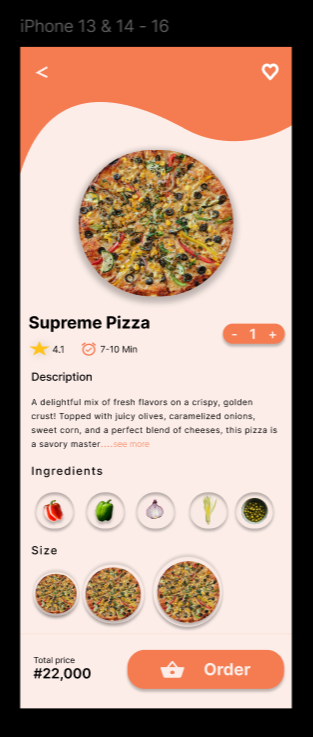 iPhone 13 & 14 - 16
<
Supreme Pizza
- 1 +
4.1 7-10 Min
Description
A delightful mix of fresh flavors on a crispy, golden
crust! Topped with juicy olives, caramelized onions,
sweet corn, and a perfect blend of cheeses, this pizza is
a savory master....see more
Ingredients
Size
Total price
#22,000
Order